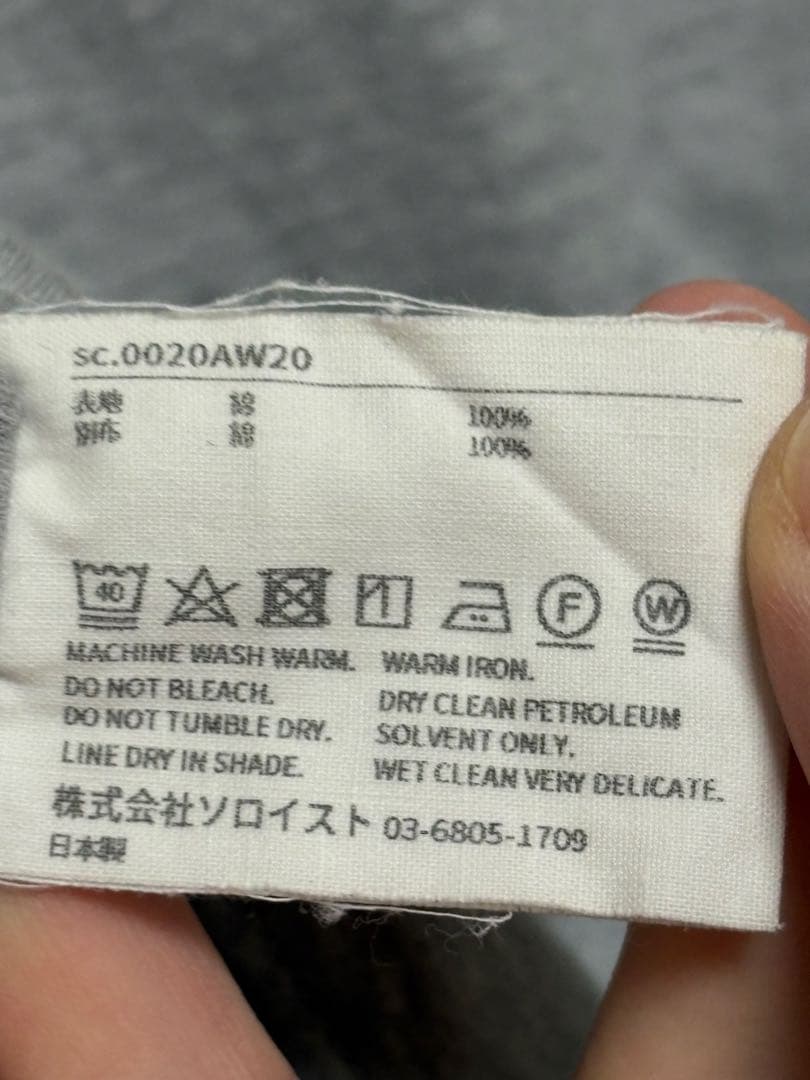 sc.0020AW20
表地 綿 100%
別布 綿 100%
40 F W
MACHINE WASH WARM.
DO NOT BLEACH.
DO NOT TUMBLE DRY.
LINE DRY IN SHADE.
WARM IRON.
DRY CLEAN PETROLEUM
SOLVENT ONLY.
WET CLEAN VERY DELICATE.
株式会社ソロイスト 03-6805-1709
日本製